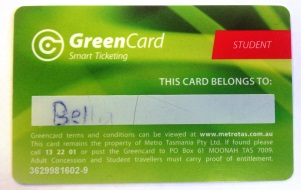 GreenCard
Smart Ticketing
STUDENT
THIS CARD BELONGS TO:
Bella
Greencard terms and conditions can be viewed at www.metrotas.com.au
This card remains the property of Metro Tasmania Pty Ltd. If found please
call 13 22 01 or post the Greencard to PO Box 61 MOONAH TAS 7009.
Adult Concession and Student travellers must carry proof of entitlement.
3629981602-9